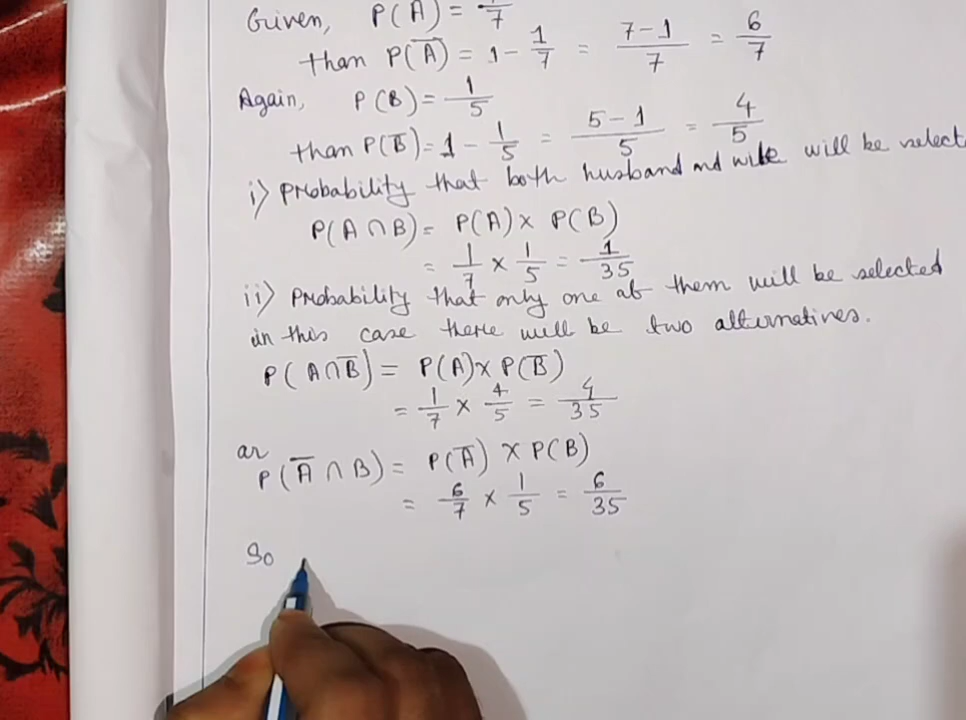 Given, P(A) = 1/7
than P(A̅) = 1 - 1/7 = 7-1/7 = 6/7
Again, P(B) = 1/5
than P(B̅) = 1 - 1/5 = 5-1/5 = 4/5
i) Probability that both husband and wife will be select
P(A∩B) = P(A) × P(B)
= 1/7 × 1/5 = 1/35
ii) Probability that only one of them will be selected
in this case there will be two alternatives.
P(A∩B̅) = P(A) × P(B̅)
= 1/7 × 4/5 = 4/35
or
P(A̅∩B) = P(A̅) × P(B)
= 6/7 × 1/5 = 6/35
So